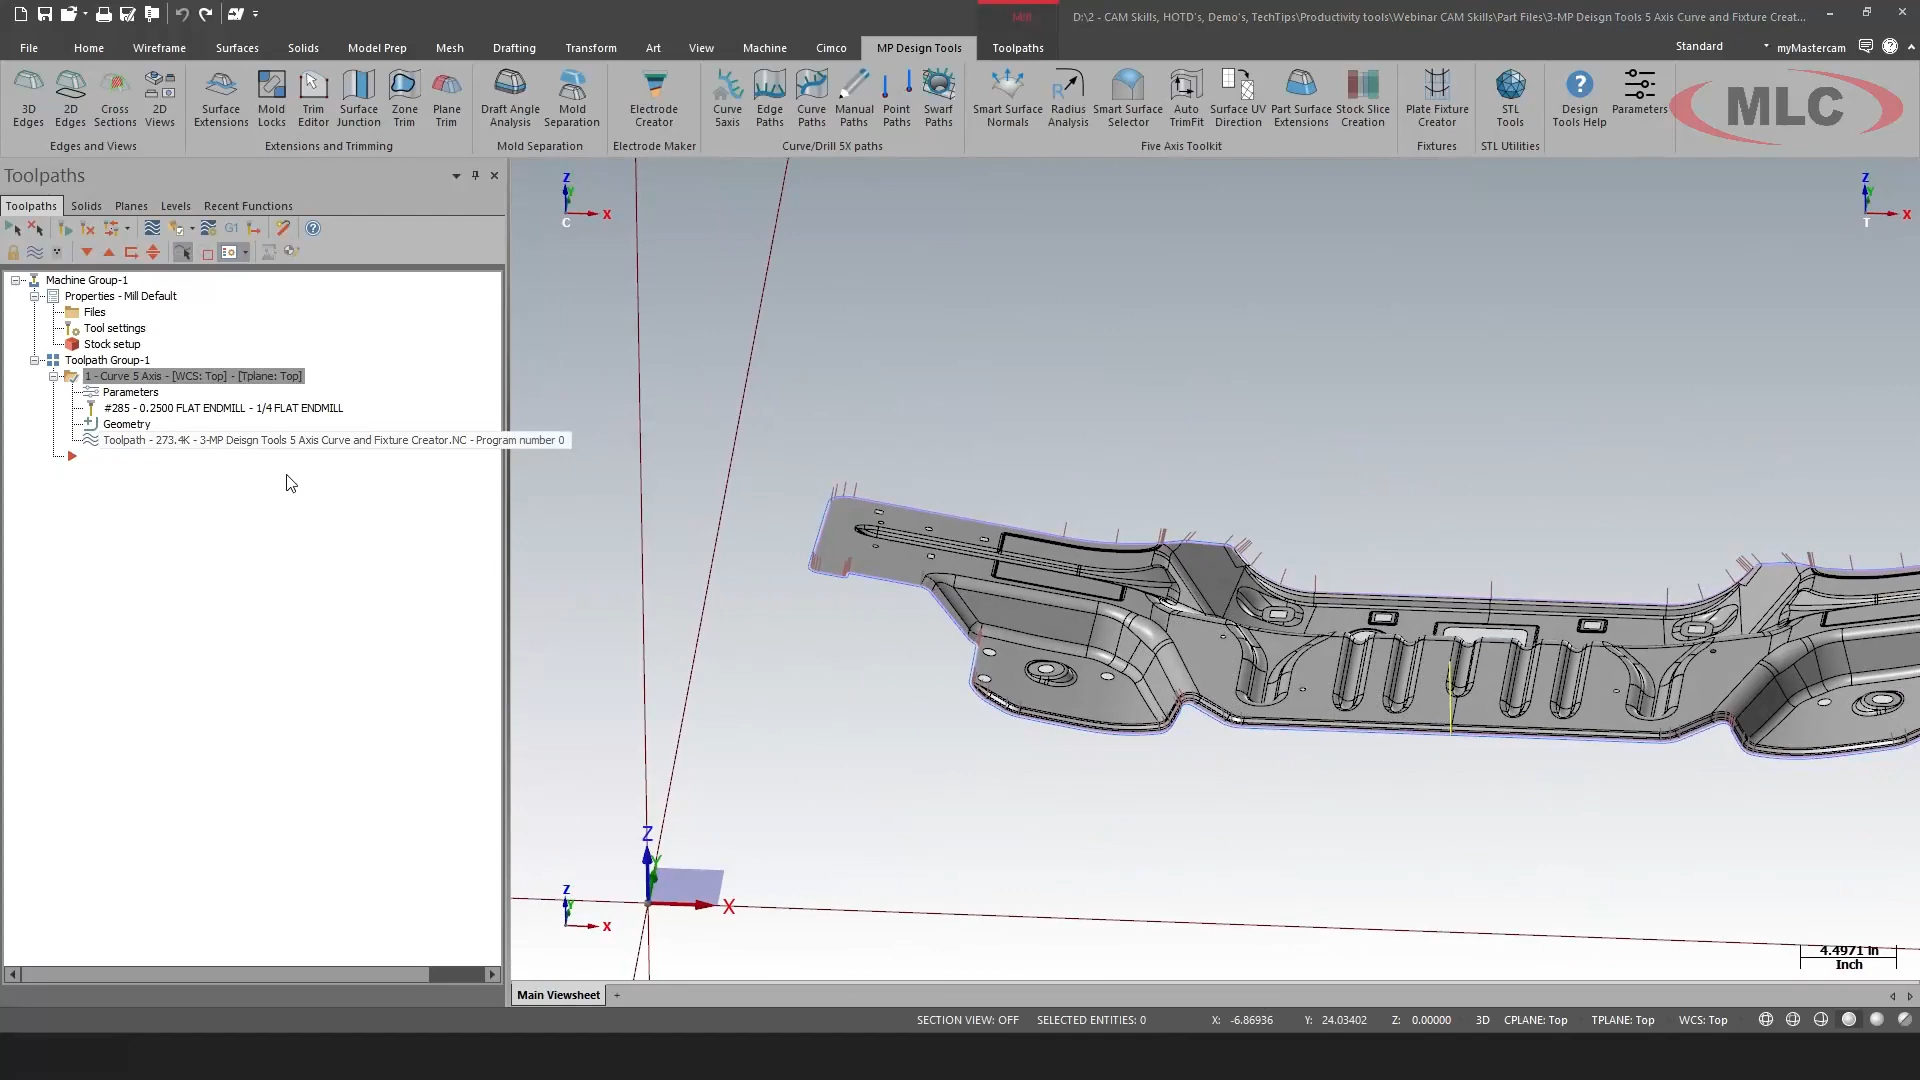 Mill
D:\2 - CAM Skills, HOTD's, Demo's, TechTips\Productivity tools\Webinar CAM Skills\Part Files\3-MP Deisgn Tools 5 Axis Curve and Fixture Creat...
File Home Wireframe Surfaces Solids Model Prep Mesh Drafting Transform Art View Machine Cimco MP Design Tools Toolpaths Standard myMastercam
3D Edges
2D Edges
Cross Sections
2D Views
Edges and Views
Surface Extensions
Mold Locks
Trim Editor
Surface Junction
Zone Trim
Plane Trim
Extensions and Trimming
Draft Angle Analysis
Mold Separation
Mold Separation
Electrode Creator
Electrode Maker
Curve 5axis
Edge Paths
Curve Paths
Manual Paths
Point Paths
Swarf Paths
Curve/Drill 5X paths
Smart Surface Normals
Radius Analysis
Smart Surface Selector
Auto TrimFit
Surface UV Direction
Part Surface Extensions
Stock Slice Creation
Five Axis Toolkit
Plate Fixture Creator
Fixtures
STL Tools
STL Utilities
Design Tools Help
Parameters
MLC
Toolpaths
Toolpaths Solids Planes Levels Recent Functions
G1
Machine Group-1
Properties - Mill Default
Files
Tool settings
Stock setup
Toolpath Group-1
1 - Curve 5 Axis - [WCS: Top] - [Tplane: Top]
Parameters
#285 - 0.2500 FLAT ENDMILL - 1/4 FLAT ENDMILL
Geometry
Toolpath - 273.4K - 3-MP Deisgn Tools 5 Axis Curve and Fixture Creator.NC - Program number 0
Z
Y
X
C
Z
Y
X
T
Z
Y
X
Z
Y
X
4.4971 in
Inch
Main Viewsheet +
SECTION VIEW: OFF SELECTED ENTITIES: 0 X: -6.86936 Y: 24.03402 Z: 0.00000 3D CPLANE: Top TPLANE: Top WCS: Top